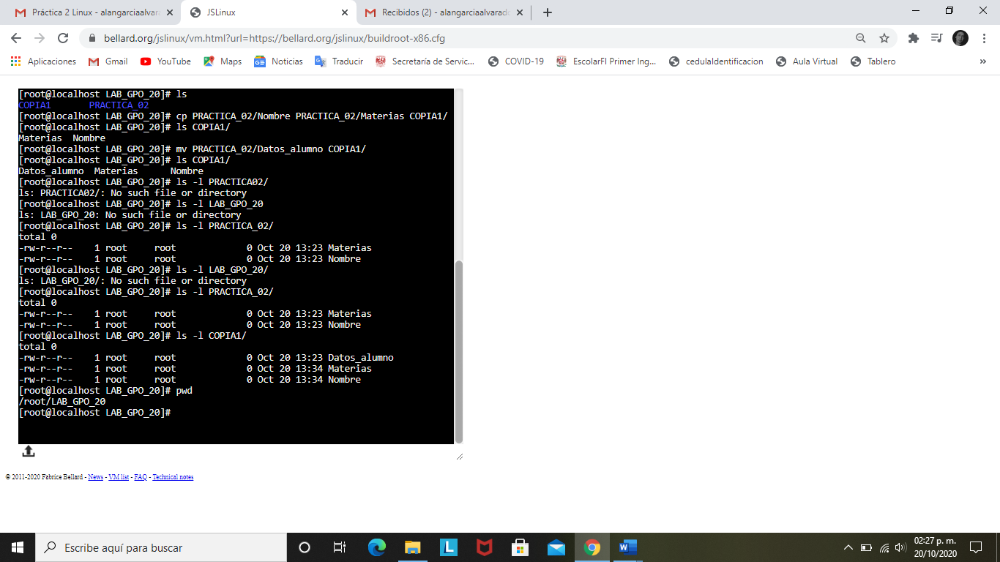 Práctica 2 Linux - alangarciaalvara
JSLinux
Recibidos (2) - alangarciaalvarado
bellard.org/jslinux/vm.html?url=https://bellard.org/jslinux/buildroot-x86.cfg
Aplicaciones
Gmail
YouTube
Maps
Noticias
Traducir
Secretaría de Servic...
COVID-19
EscolarFI Primer Ing...
cedulaIdentificacion
Aula Virtual
Tablero
»
[root@localhost LAB_GPO_20]# ls
COPIA1       PRACTICA_02
[root@localhost LAB_GPO_20]# cp PRACTICA_02/Nombre PRACTICA_02/Materias COPIA1/
[root@localhost LAB_GPO_20]# ls COPIA1/
Materias  Nombre
[root@localhost LAB_GPO_20]# mv PRACTICA_02/Datos_alumno COPIA1/
[root@localhost LAB_GPO_20]# ls COPIA1/
Datos_alumno  Materias      Nombre
[root@localhost LAB_GPO_20]# ls -l PRACTICA02/
ls: PRACTICA02/: No such file or directory
[root@localhost LAB_GPO_20]# ls -l LAB_GPO_20
ls: LAB_GPO_20: No such file or directory
[root@localhost LAB_GPO_20]# ls -l PRACTICA_02/
total 0
-rw-r--r--    1 root     root             0 Oct 20 13:23 Materias
-rw-r--r--    1 root     root             0 Oct 20 13:23 Nombre
[root@localhost LAB_GPO_20]# ls -l LAB_GPO_20/
ls: LAB_GPO_20/: No such file or directory
[root@localhost LAB_GPO_20]# ls -l PRACTICA_02/
total 0
-rw-r--r--    1 root     root             0 Oct 20 13:23 Materias
-rw-r--r--    1 root     root             0 Oct 20 13:23 Nombre
[root@localhost LAB_GPO_20]# ls -l COPIA1/
total 0
-rw-r--r--    1 root     root             0 Oct 20 13:23 Datos_alumno
-rw-r--r--    1 root     root             0 Oct 20 13:34 Materias
-rw-r--r--    1 root     root             0 Oct 20 13:34 Nombre
[root@localhost LAB_GPO_20]# pwd
/root/LAB_GPO_20
[root@localhost LAB_GPO_20]#
© 2011-2020 Fabrice Bellard - News - VM list - FAQ - Technical notes
Escribe aquí para buscar
02:27 p. m.
20/10/2020